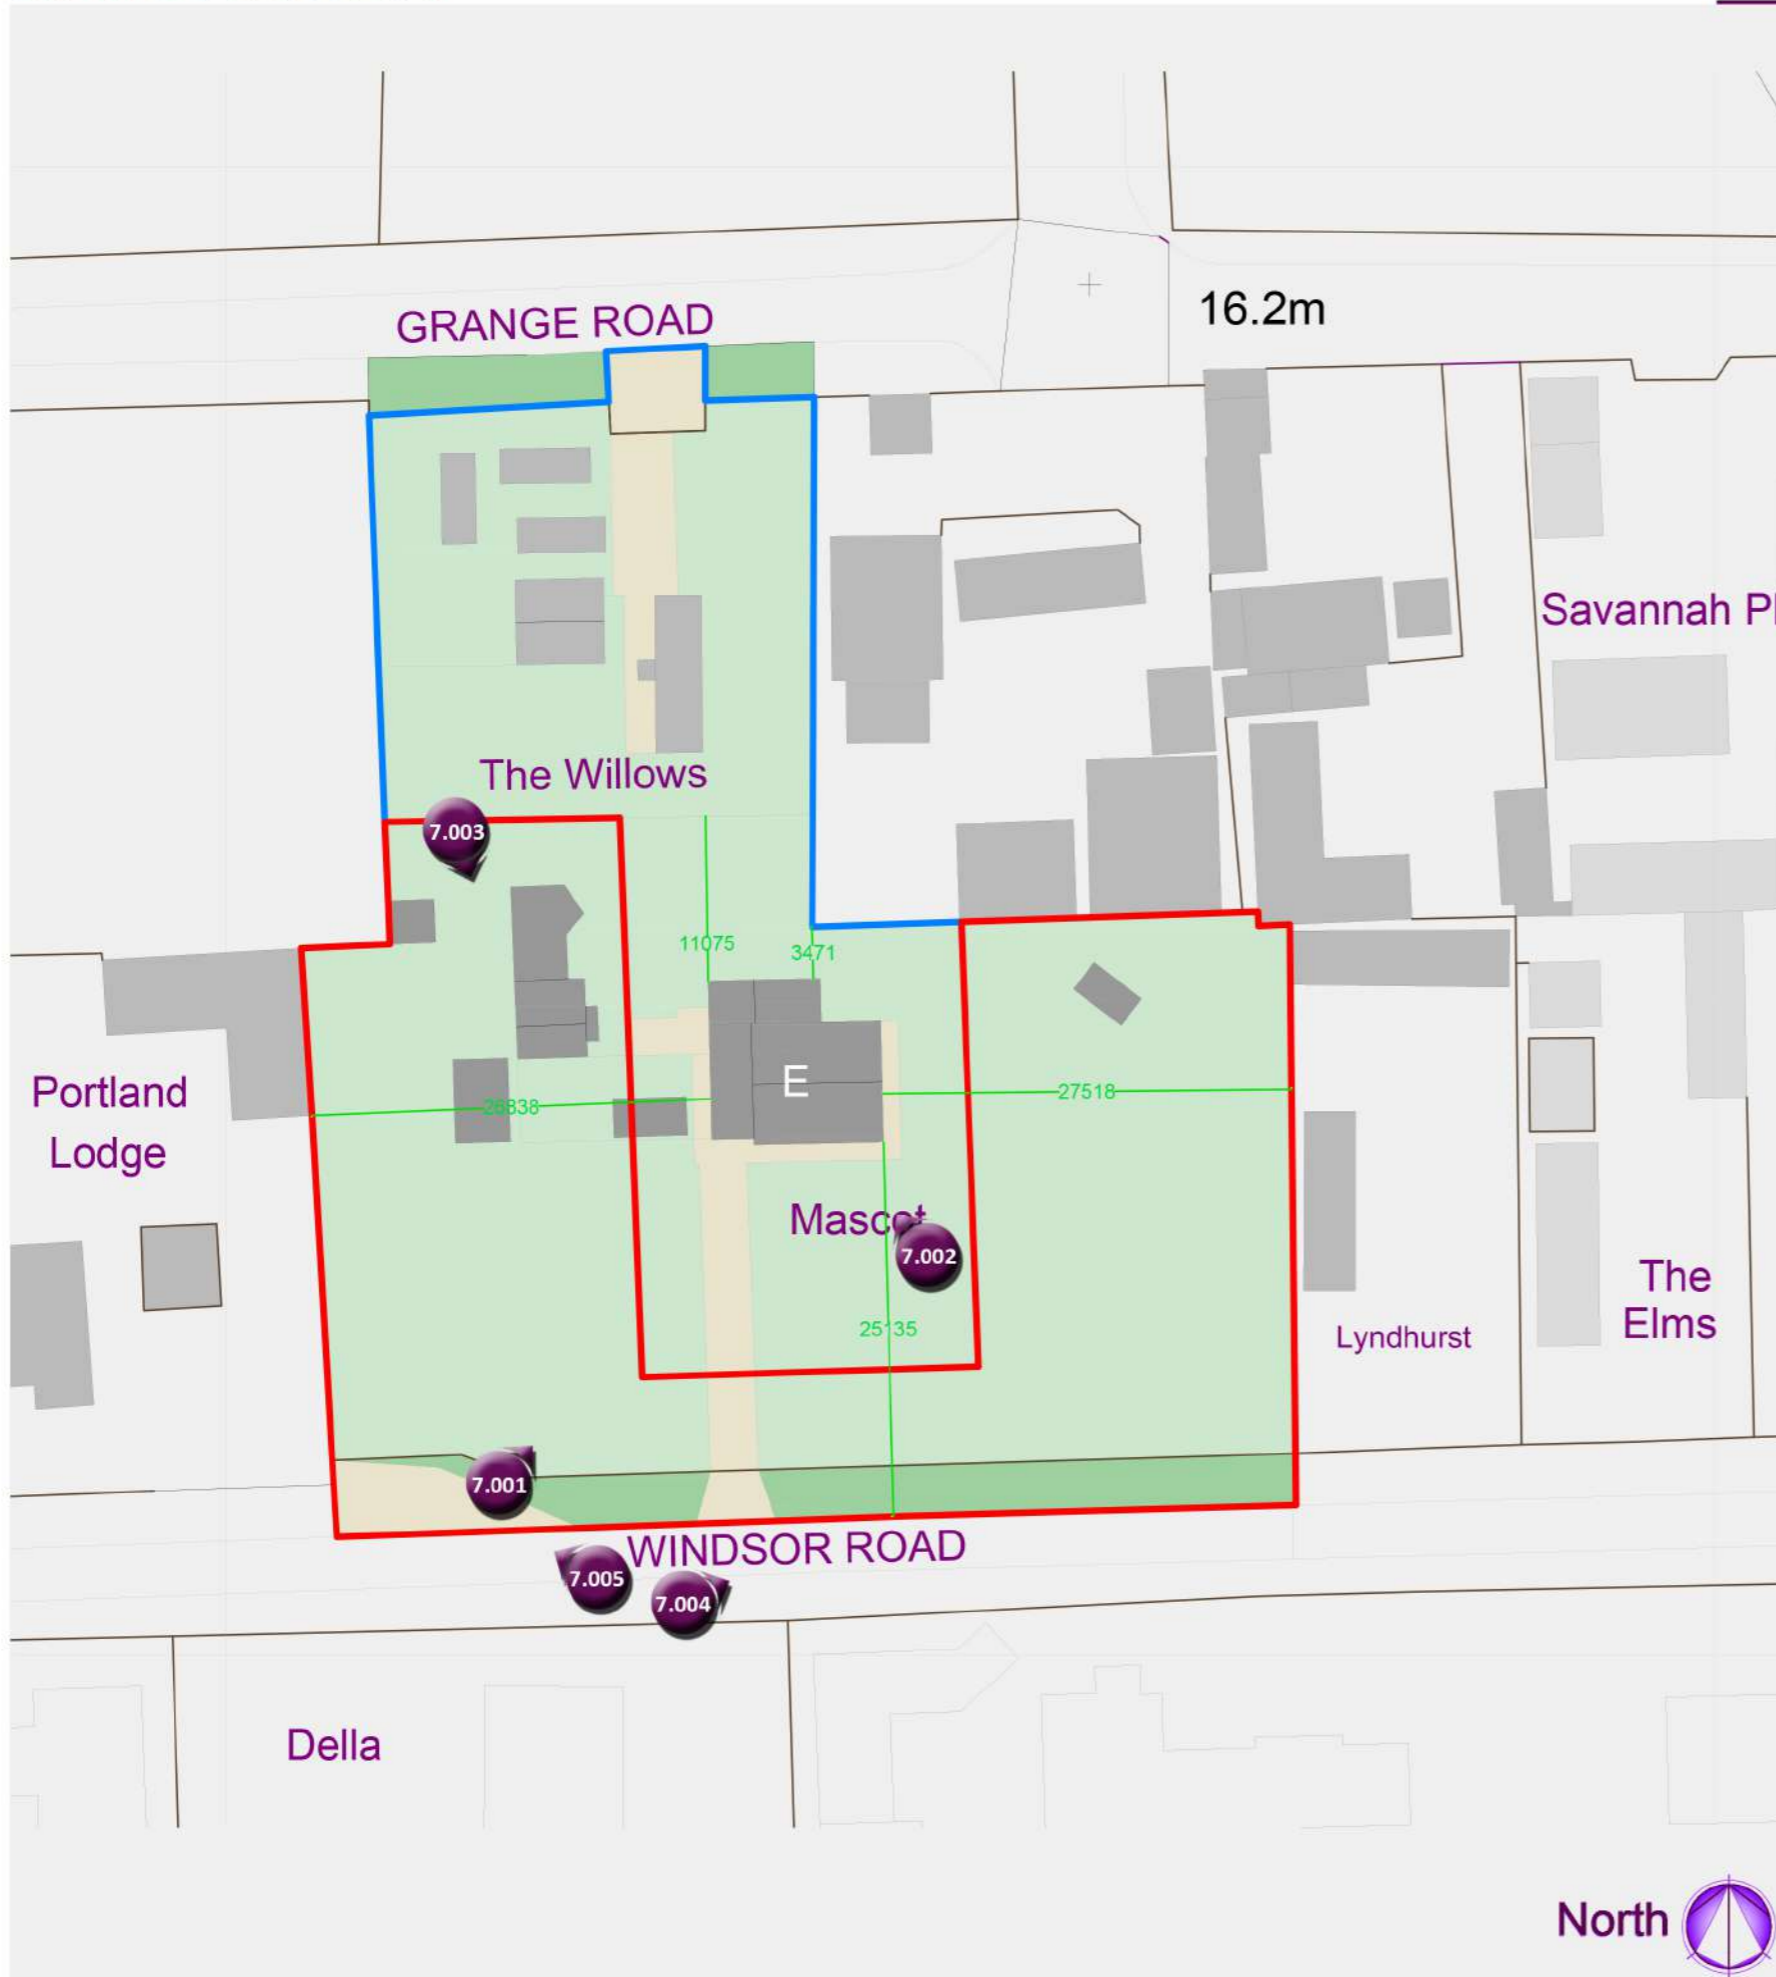 GRANGE ROAD
16.2m
Savannah Pl
The Willows
7.003
11075
3471
Portland
Lodge
E
26838
27518
Mascot
7.002
25135
The
Elms
Lyndhurst
7.001
WINDSOR ROAD
7.005
7.004
Della
North